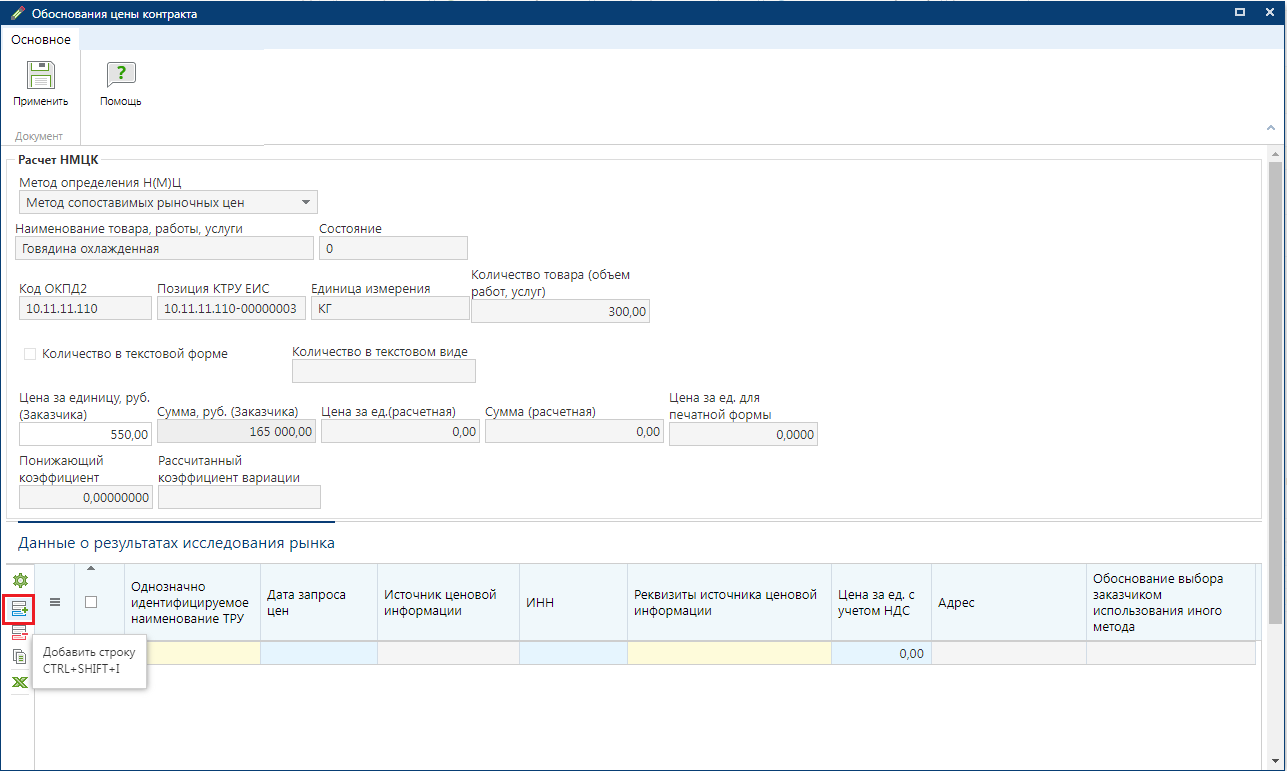 Обоснования цены контракта
Основное
Применить
Помощь
Документ
Расчет НМЦК
Метод определения Н(М)Ц
Метод сопоставимых рыночных цен
Наименование товара, работы, услуги
Состояние
Говядина охлажденная
0
Код ОКПД2
Позиция КТРУ ЕИС
Единица измерения
Количество товара (объем
работ, услуг)
10.11.11.110
10.11.11.110-00000003
КГ
300,00
Количество в текстовой форме
Количество в текстовом виде
Цена за единицу, руб.
(Заказчика)
Сумма, руб. (Заказчика)
Цена за ед.(расчетная)
Сумма (расчетная)
Цена за ед. для
печатной формы
550,00
165 000,00
0,00
0,00
0,0000
Понижающий
коэффициент
Рассчитанный
коэффициент вариации
0,00000000
Данные о результатах исследования рынка
Однозначно
идентифицируемое
наименование ТРУ
Дата запроса
цен
Источник ценовой
информации
ИНН
Реквизиты источника ценовой
информации
Цена за ед. с
учетом НДС
Адрес
Обоснование выбора
заказчиком
использования иного
метода
0,00
Добавить строку
CTRL+SHIFT+I